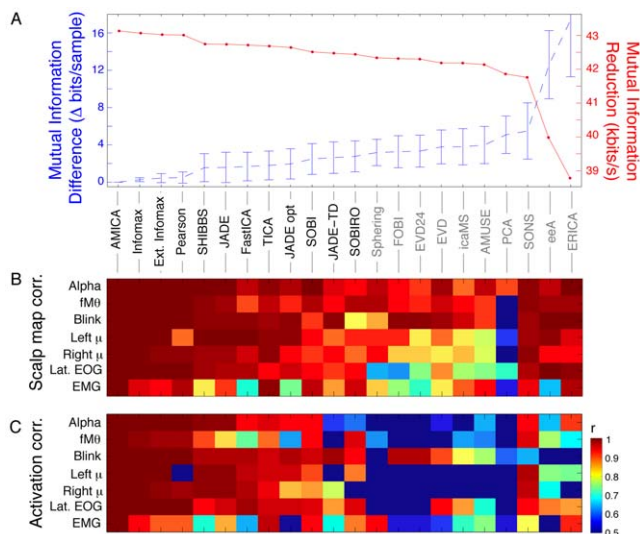 A
16
12
8
4
0
Mutual Information
Difference (Δ bits/sample)
43
42
41
40
39
Mutual Information
Reduction (kbits/s)
AMICA
Infomax
Ext. Infomax
Pearson
SHIBBS
JADE
FastICA
TICA
JADE opt
SOBI
JADE-TD
SOBIRO
Sphering
FOBI
EVD24
EVD
icaMS
AMUSE
PCA
SONS
eeA
ERICA
B
Scalp map corr.
Alpha
fMθ
Blink
Left μ
Right μ
Lat. EOG
EMG
C
Activation corr.
Alpha
fMθ
Blink
Left μ
Right μ
Lat. EOG
EMG
r
1
0.9
0.8
0.7
0.6
0.5